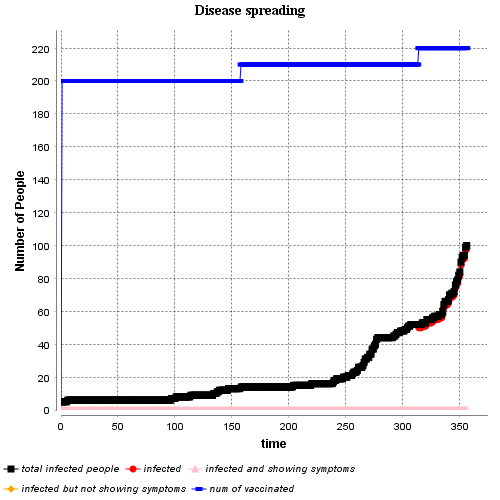 Disease spreading
Number of People
220
200
180
160
140
120
100
80
60
40
20
0
0 50 100 150 200 250 300 350
time
total infected people infected infected and showing symptoms
infected but not showing symptoms num of vaccinated